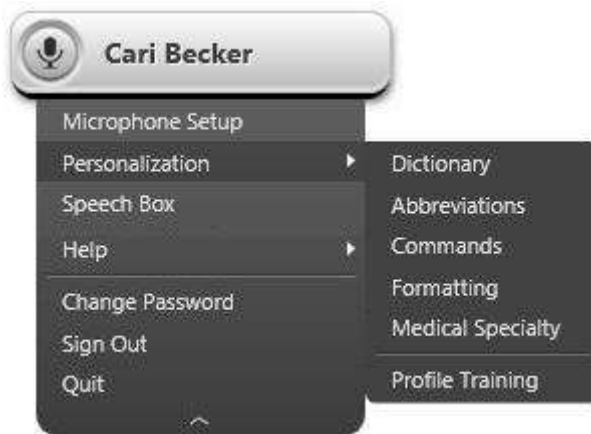 Cari Becker
Microphone Setup
Personalization
Speech Box
Help
Change Password
Sign Out
Quit
Dictionary
Abbreviations
Commands
Formatting
Medical Specialty
Profile Training